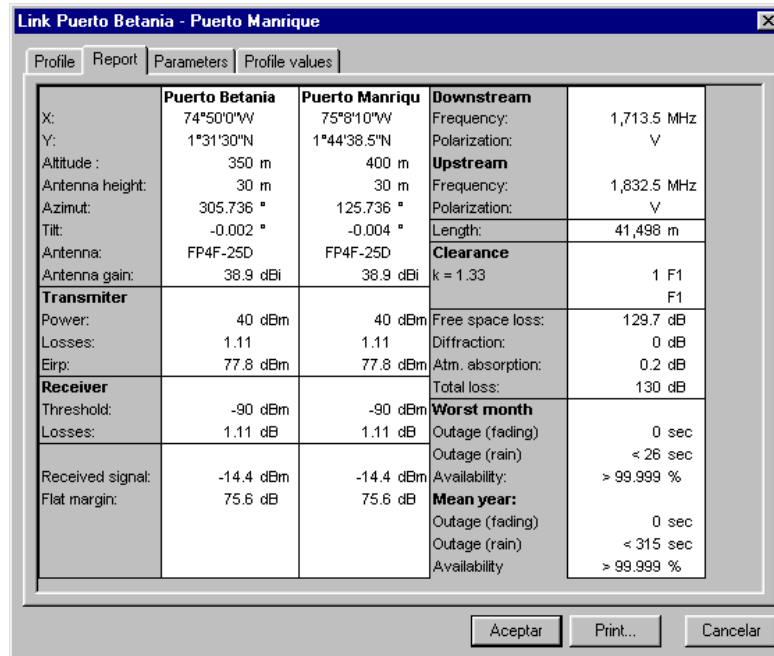 Link Puerto Betania - Puerto Manrique
Profile Report Parameters Profile values
Puerto Betania Puerto Manriqu Downstream
X: 74°50'0"W 75°8'10"W Frequency: 1,713.5 MHz
Y: 1°31'30"N 1°44'38.5"N Polarization: V
Altitude : 350 m 400 m Upstream
Antenna height: 30 m 30 m Frequency: 1,832.5 MHz
Azimut: 305.736 ° 125.736 ° Polarization: V
Tilt: -0.002 ° -0.004 ° Length: 41,498 m
Antenna: FP4F-25D FP4F-25D Clearance
Antenna gain: 38.9 dBi 38.9 dBi k = 1.33 1 F1
Transmiter F1
Power: 40 dBm 40 dBm Free space loss: 129.7 dB
Losses: 1.11 1.11 Diffraction: 0 dB
Eirp: 77.8 dBm 77.8 dBm Atm. absorption: 0.2 dB
Receiver Total loss: 130 dB
Threshold: -90 dBm -90 dBm Worst month
Losses: 1.11 dB 1.11 dB Outage (fading) 0 sec
Outage (rain) < 26 sec
Received signal: -14.4 dBm -14.4 dBm Availability: > 99.999 %
Flat margin: 75.6 dB 75.6 dB Mean year:
Outage (fading) 0 sec
Outage (rain) < 315 sec
Availability > 99.999 %
Aceptar Print... Cancelar